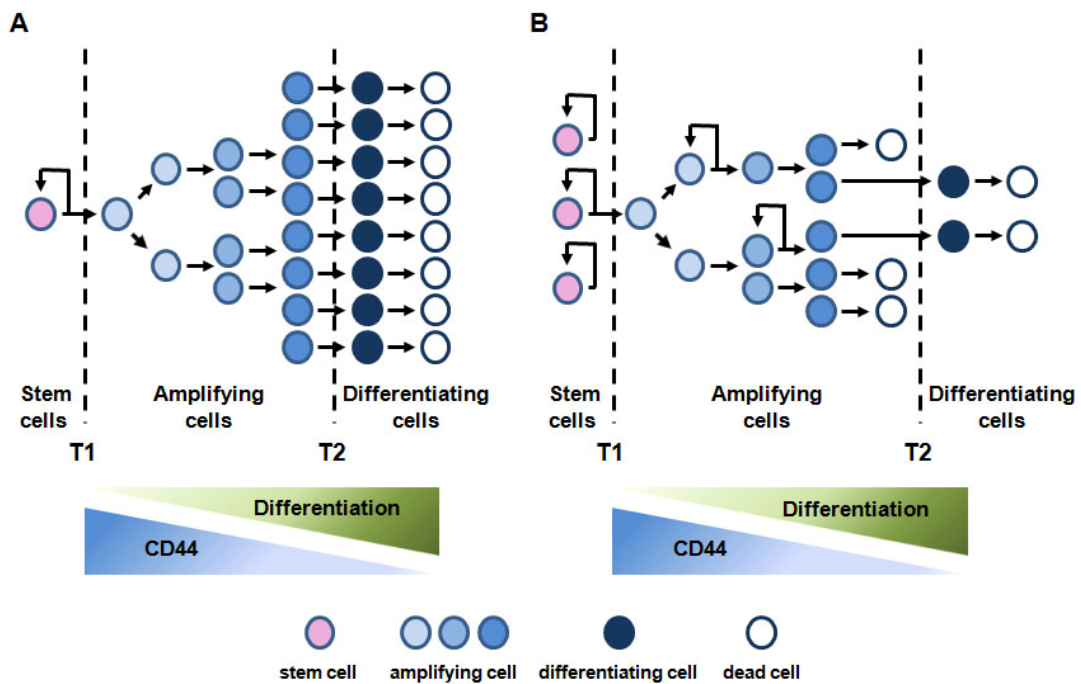 A
B
Stem
cells
Amplifying
cells
Differentiating
cells
Stem
cells
Amplifying
cells
Differentiating
cells
T1
T2
T1
T2
Differentiation
CD44
Differentiation
CD44
stem cell
amplifying cell
differentiating cell
dead cell